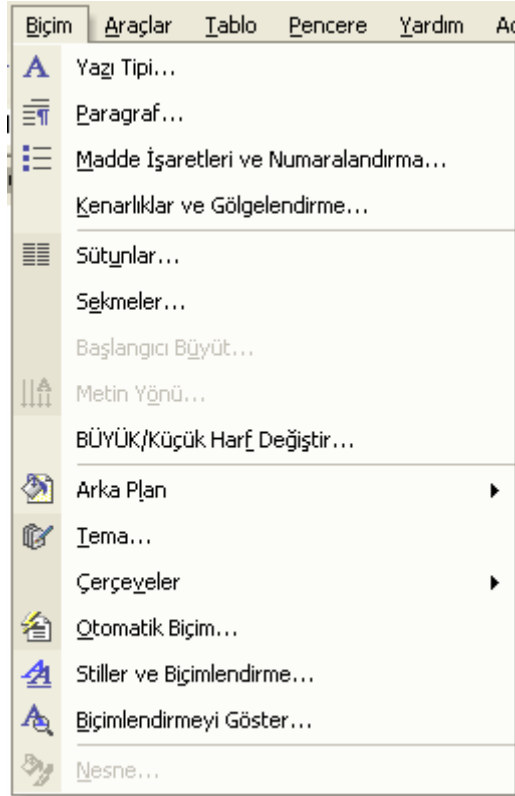 Biçim Araçlar Tablo Pencere Yardım
Yazı Tipi...
Paragraf...
Madde İşaretleri ve Numaralandırma...
Kenarlıklar ve Gölgelendirme...
Sütunlar...
Sekmeler...
Başlangıcı Büyüt...
Metin Yönü...
BÜYÜK/Küçük Harf Değiştir...
Arka Plan
Tema...
Çerçeveler
Otomatik Biçim...
Stiller ve Biçimlendirme...
Biçimlendirmeyi Göster...
Nesne...